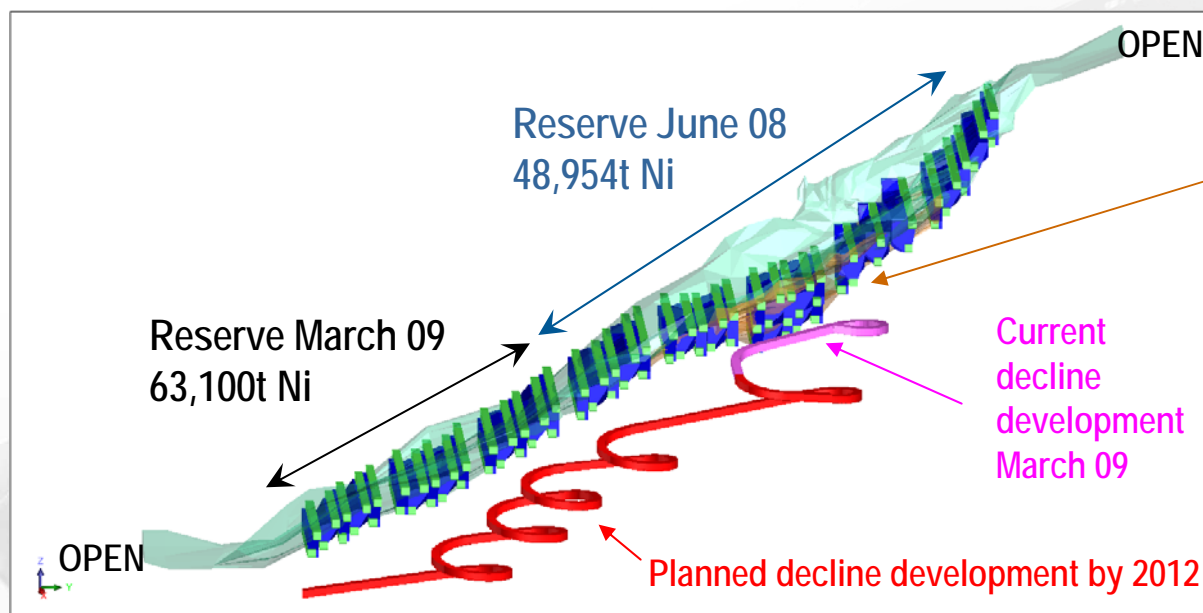 OPEN
Reserve June 08
48,954t Ni
Reserve March 09
63,100t Ni
Current
decline
development
March 09
OPEN
Planned decline development by 2012
Z
Y
X